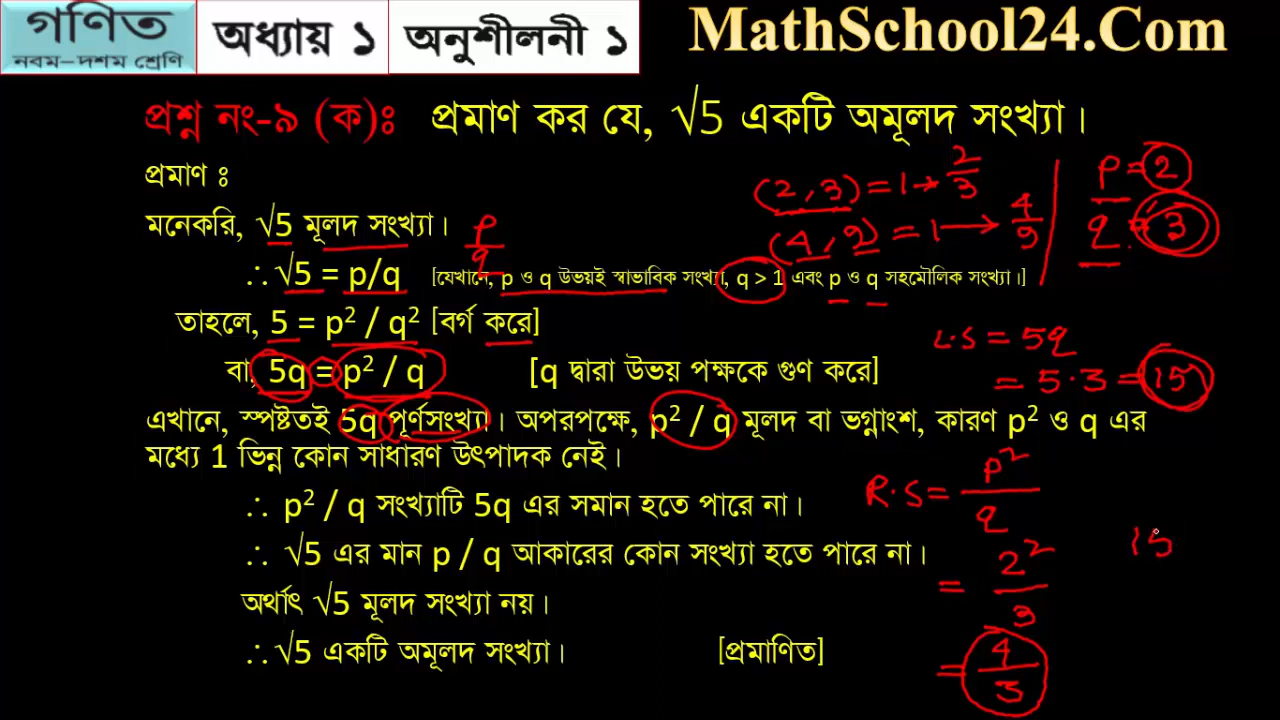 গণিত
নবম-দশম শ্রেণি
অধ্যায় ১
অনুশীলনী ১
MathSchool24.Com
প্রশ্ন নং-৯ (ক)ঃ প্রমাণ কর যে, √5 একটি অমূলদ সংখ্যা।
প্রমাণ ঃ
মনেকরি, √5 মূলদ সংখ্যা।
p/q
∴ √5 = p/q [যেখানে, p ও q উভয়ই স্বাভাবিক সংখ্যা, q > 1 এবং p ও q সহমৌলিক সংখ্যা।]
তাহলে, 5 = p² / q² [বর্গ করে]
বা, 5q = p² / q [q দ্বারা উভয় পক্ষকে গুণ করে]
এখানে, স্পষ্টতই 5q পূর্ণসংখ্যা। অপরপক্ষে, p² / q মূলদ বা ভগ্নাংশ, কারণ p² ও q এর
মধ্যে 1 ভিন্ন কোন সাধারণ উৎপাদক নেই।
∴ p² / q সংখ্যাটি 5q এর সমান হতে পারে না।
∴ √5 এর মান p / q আকারের কোন সংখ্যা হতে পারে না।
অর্থাৎ √5 মূলদ সংখ্যা নয়।
∴ √5 একটি অমূলদ সংখ্যা। [প্রমাণিত]
(2, 3) = 1 → 2/3
(4, 9) = 1 → 4/9
p = 2
q = 3
L.S = 5q
= 5·3 = 15
R.S = p²/q
= 2²/3
= 4/3
15